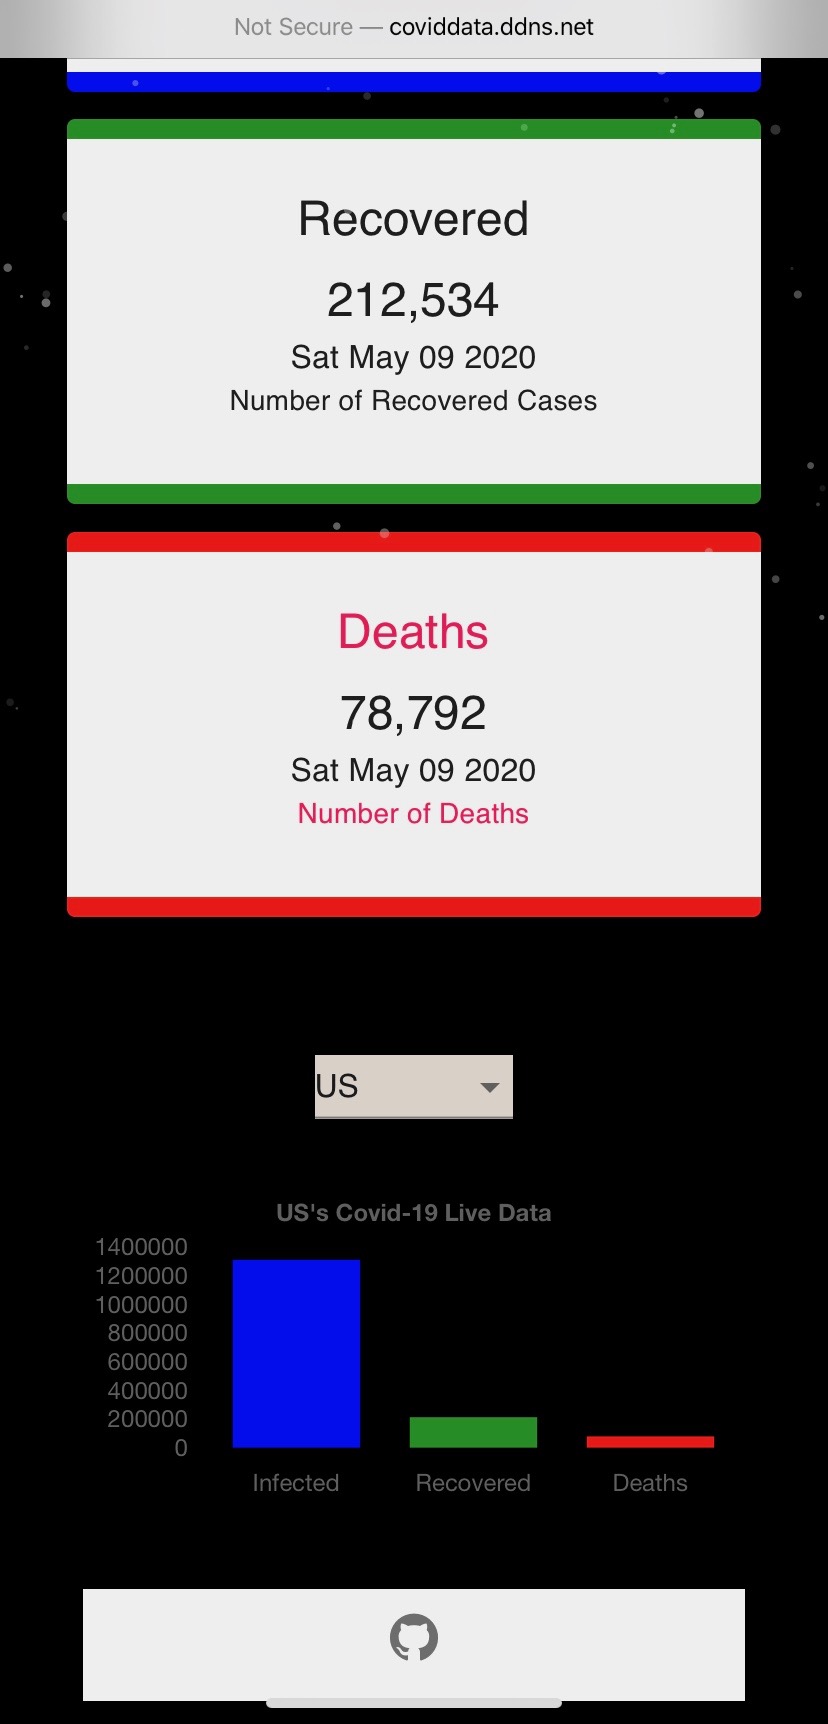 Not Secure — coviddata.ddns.net
Recovered
212,534
Sat May 09 2020
Number of Recovered Cases
Deaths
78,792
Sat May 09 2020
Number of Deaths
US
US's Covid-19 Live Data
1400000
1200000
1000000
800000
600000
400000
200000
0
Infected Recovered Deaths